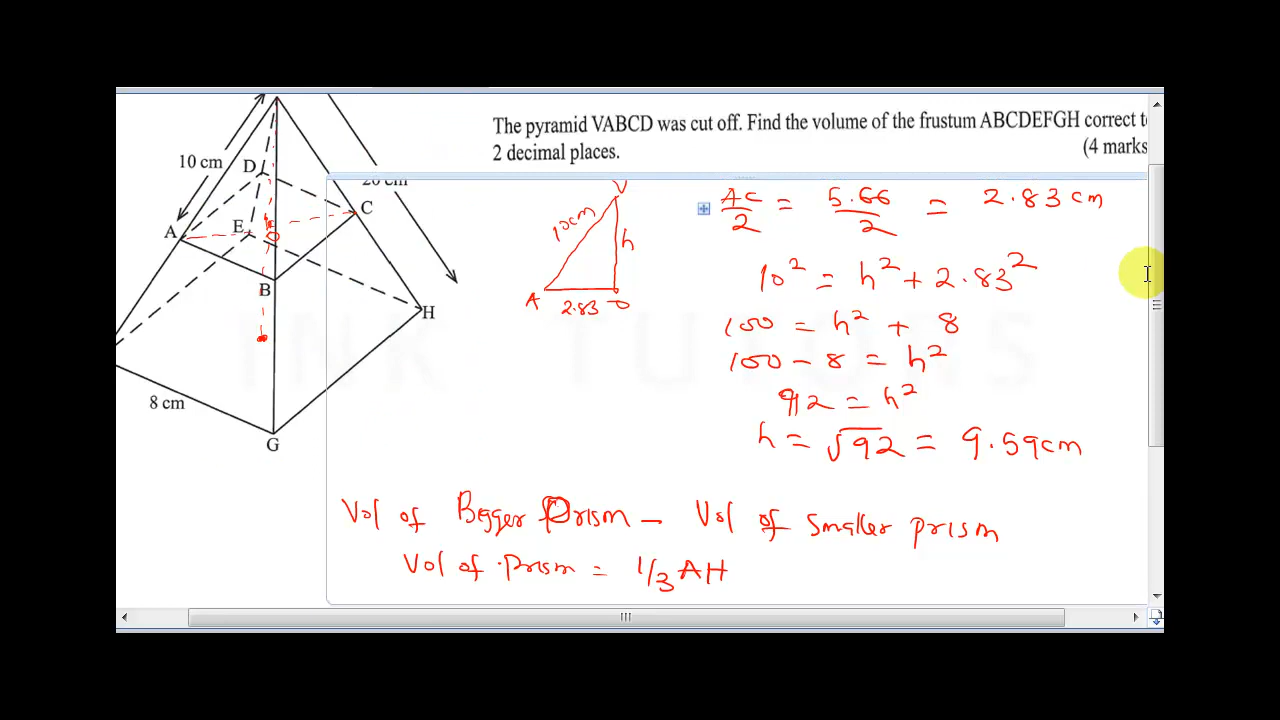 The pyramid VABCD was cut off. Find the volume of the frustum ABCDEFGH correct t
2 decimal places. (4 marks
10 cm
D
C
A
E
B
H
8 cm
G
V
10cm
h
A
2.83
O
AC/2 = 5.66/2 = 2.83 cm
10² = h² + 2.83²
100 = h² + 8
100 - 8 = h²
92 = h²
h = √92 = 9.59cm
Vol of Bigger Prism - Vol of smaller prism
Vol of Prism = 1/3 AH
INK TUTORS